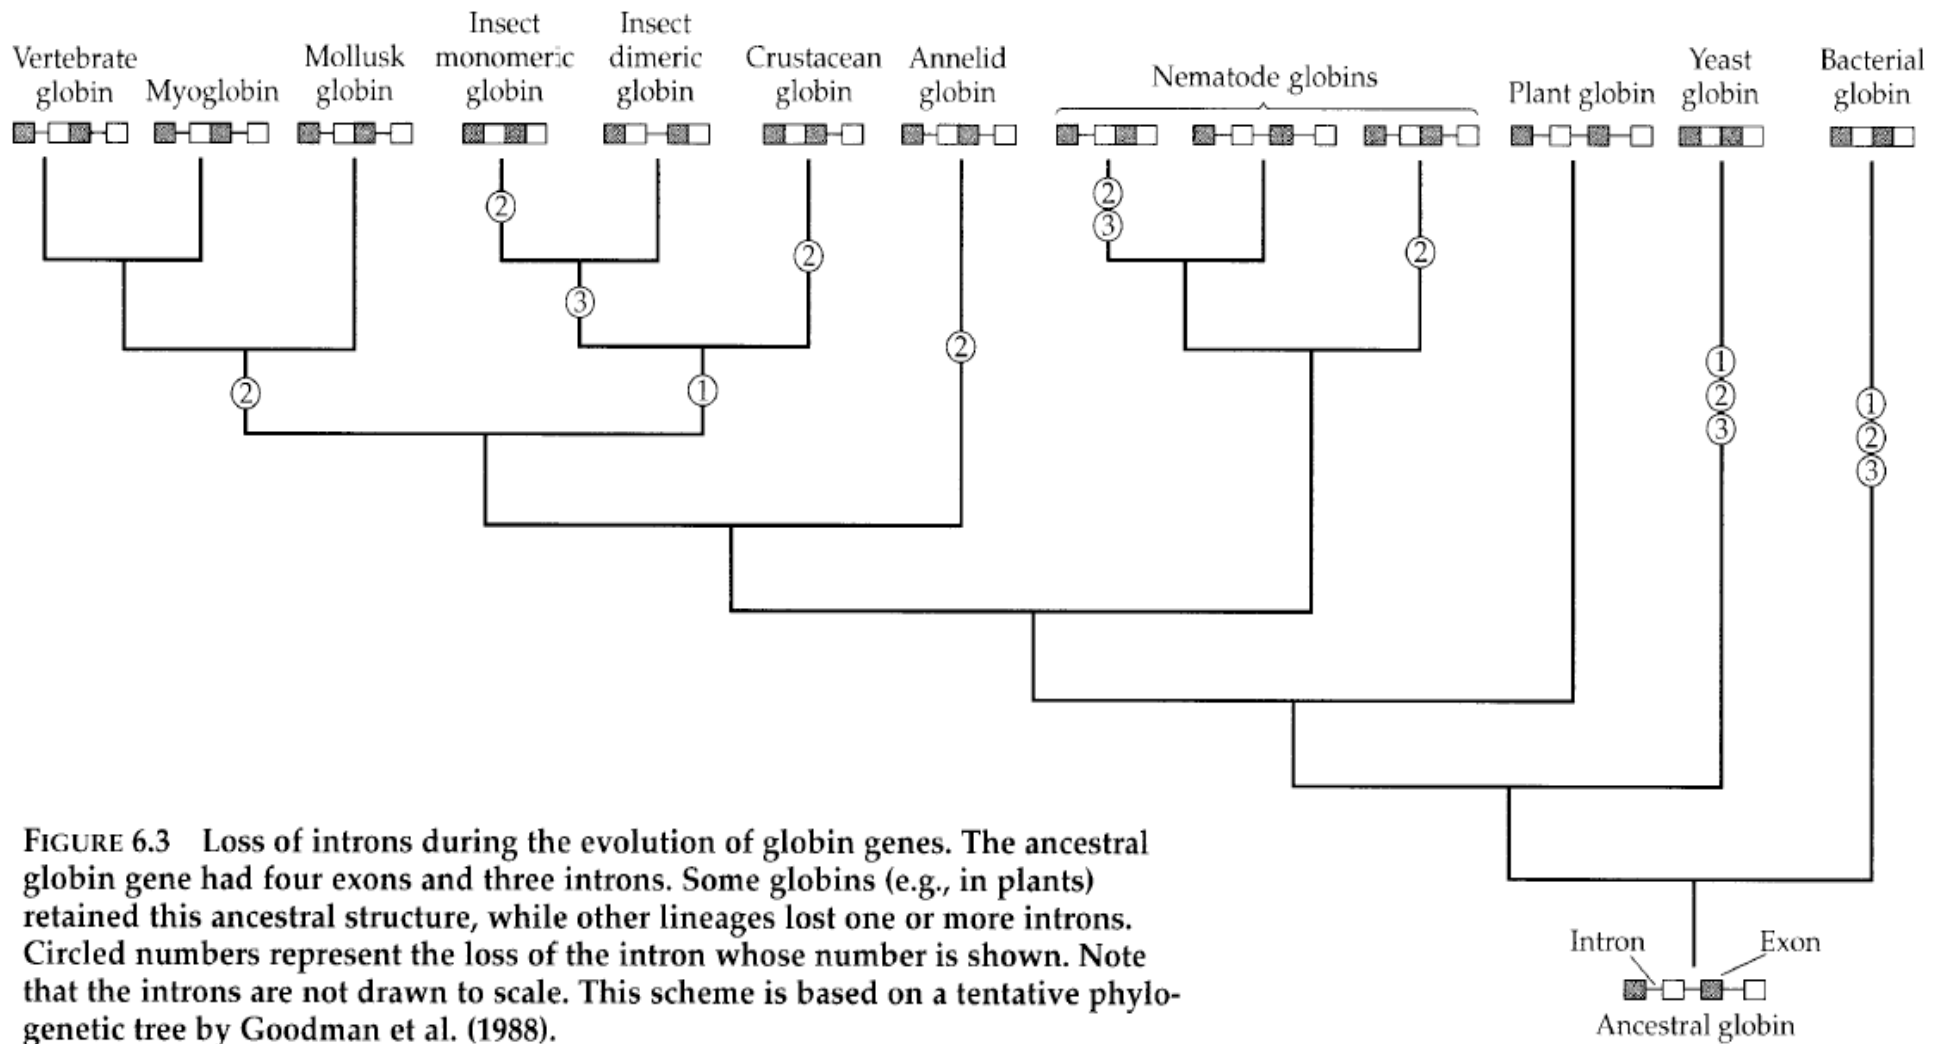 Vertebrate globin
Myoglobin
Mollusk globin
Insect monomeric globin
Insect dimeric globin
Crustacean globin
Annelid globin
Nematode globins
Plant globin
Yeast globin
Bacterial globin
2
3
2
1
2
2
2
3
2
1
2
3
1
2
3
Intron
Exon
Ancestral globin
FIGURE 6.3 Loss of introns during the evolution of globin genes. The ancestral
globin gene had four exons and three introns. Some globins (e.g., in plants)
retained this ancestral structure, while other lineages lost one or more introns.
Circled numbers represent the loss of the intron whose number is shown. Note
that the introns are not drawn to scale. This scheme is based on a tentative phylo-
genetic tree by Goodman et al. (1988).